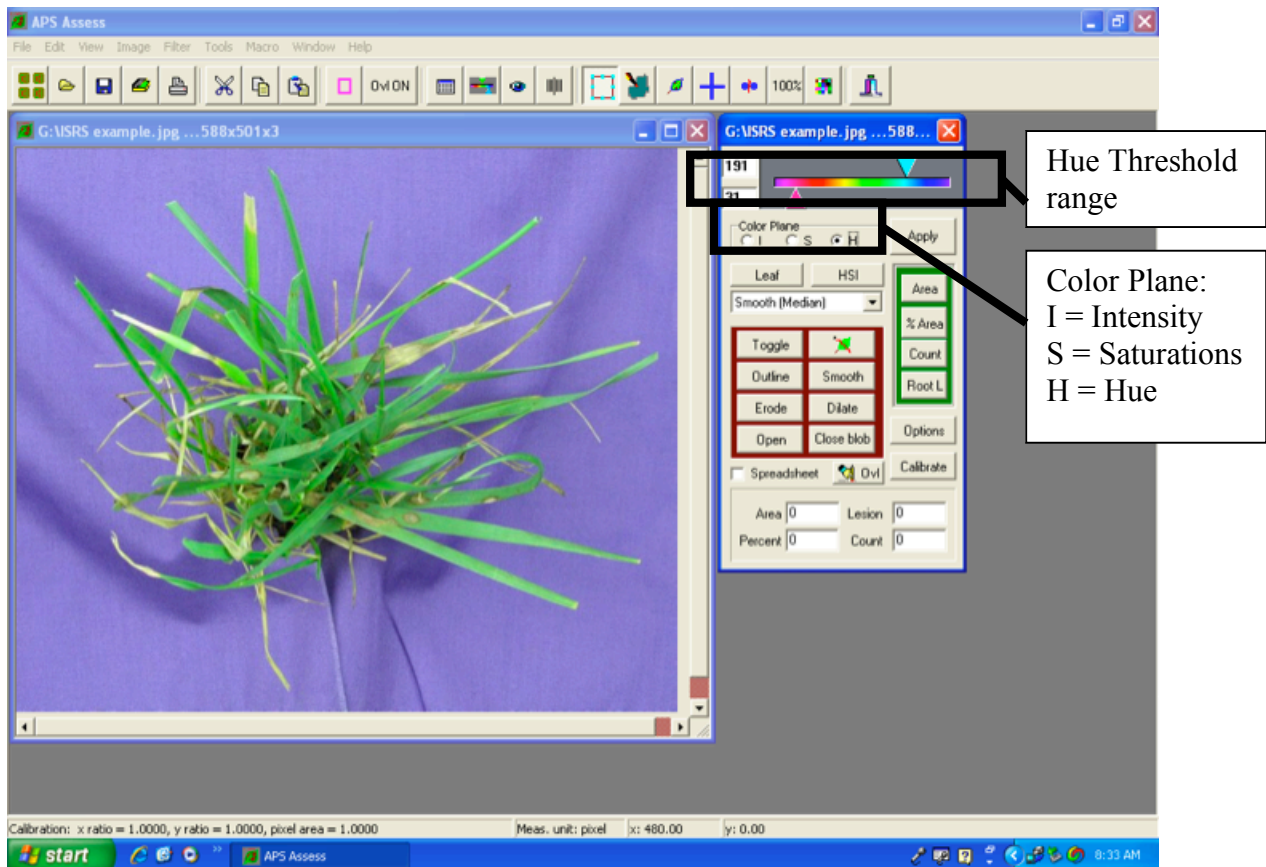 APS Assess
File Edit View Image Filter Tools Macro Window Help
Ovl ON
100%
G:\ISRS example.jpg ...588x501x3
G:\ISRS example.jpg ...588...
191
31
Color Plane
I S H
Apply
Leaf HSI
Smooth (Median)
Area
% Area
Count
Root L
Toggle
Outline Smooth
Erode Dilate
Open Close blob
Options
Spreadsheet Ovl
Calibrate
Area 0 Lesion 0
Percent 0 Count 0
Hue Threshold
range
Color Plane:
I = Intensity
S = Saturations
H = Hue
Calibration: x ratio = 1.0000, y ratio = 1.0000, pixel area = 1.0000
Meas. unit: pixel
x: 480.00
y: 0.00
start
APS Assess
8:33 AM